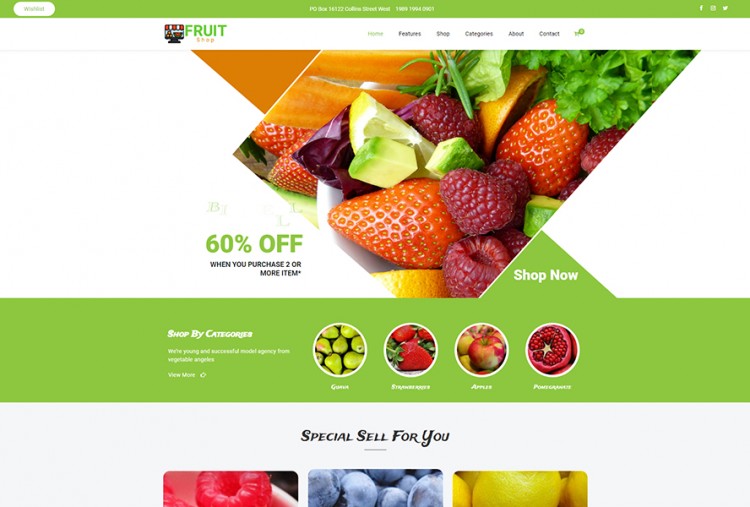 Wishlist
PO Box 16122 Collins Street West 1989 1994 0901
FRUIT
Shop
Home Features Shop Categories About Contact
0
60% OFF
WHEN YOU PURCHASE 2 OR
MORE ITEM*
Shop Now
Shop By Categories
We're young and successful model agency from
vegetable angeles
View More
Guava
Strawberries
Apples
Pomegranate
Special Sell For You